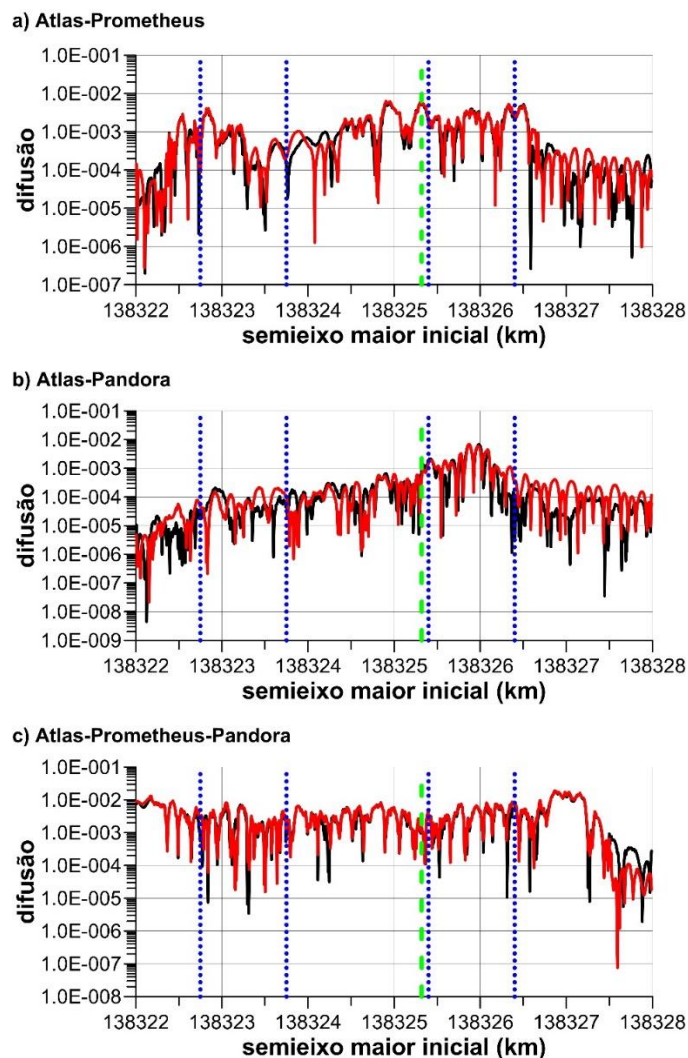 a) Atlas-Prometheus
1.0E-001
1.0E-002
1.0E-003
1.0E-004
1.0E-005
1.0E-006
1.0E-007
difusão
138322 138323 138324 138325 138326 138327 138328
semieixo maior inicial (km)
b) Atlas-Pandora
1.0E-001
1.0E-002
1.0E-003
1.0E-004
1.0E-005
1.0E-006
1.0E-007
1.0E-008
1.0E-009
difusão
138322 138323 138324 138325 138326 138327 138328
semieixo maior inicial (km)
c) Atlas-Prometheus-Pandora
1.0E-001
1.0E-002
1.0E-003
1.0E-004
1.0E-005
1.0E-006
1.0E-007
1.0E-008
difusão
138322 138323 138324 138325 138326 138327 138328
semieixo maior inicial (km)